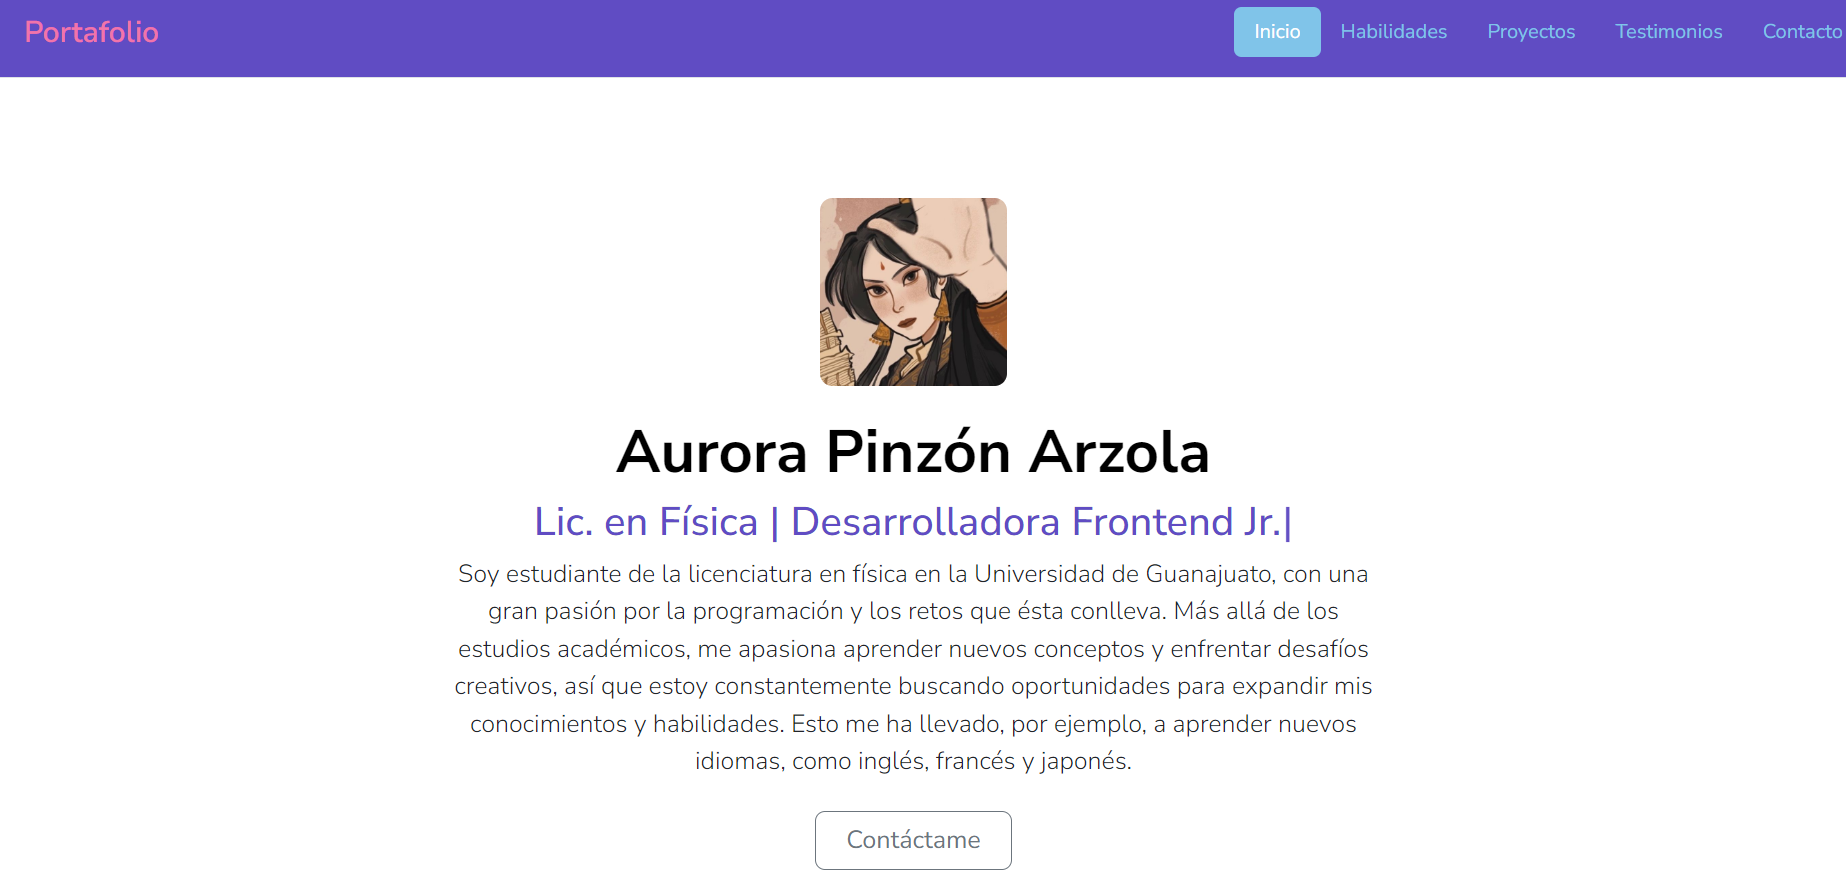 Portafolio
Inicio Habilidades Proyectos Testimonios Contacto
Aurora Pinzón Arzola
Lic. en Física | Desarrolladora Frontend Jr.|
Soy estudiante de la licenciatura en física en la Universidad de Guanajuato, con una
gran pasión por la programación y los retos que ésta conlleva. Más allá de los
estudios académicos, me apasiona aprender nuevos conceptos y enfrentar desafíos
creativos, así que estoy constantemente buscando oportunidades para expandir mis
conocimientos y habilidades. Esto me ha llevado, por ejemplo, a aprender nuevos
idiomas, como inglés, francés y japonés.
Contáctame